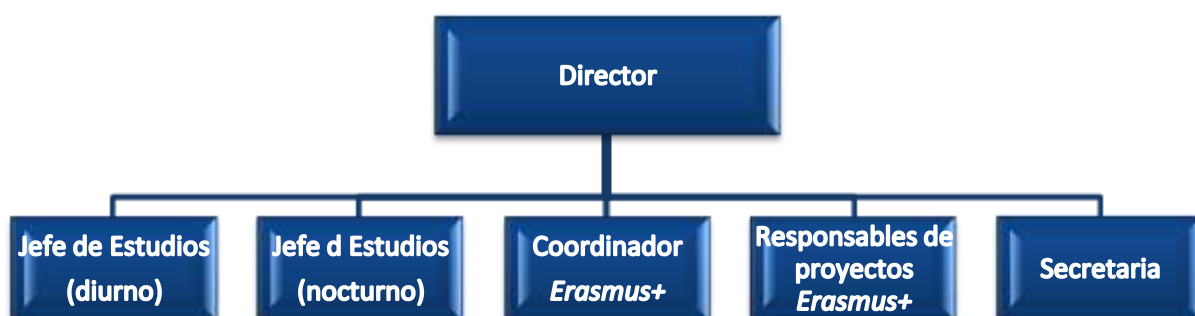 Director
Jefe de Estudios
(diurno)
Jefe d Estudios
(nocturno)
Coordinador
Erasmus+
Responsables de
proyectos
Erasmus+
Secretaria